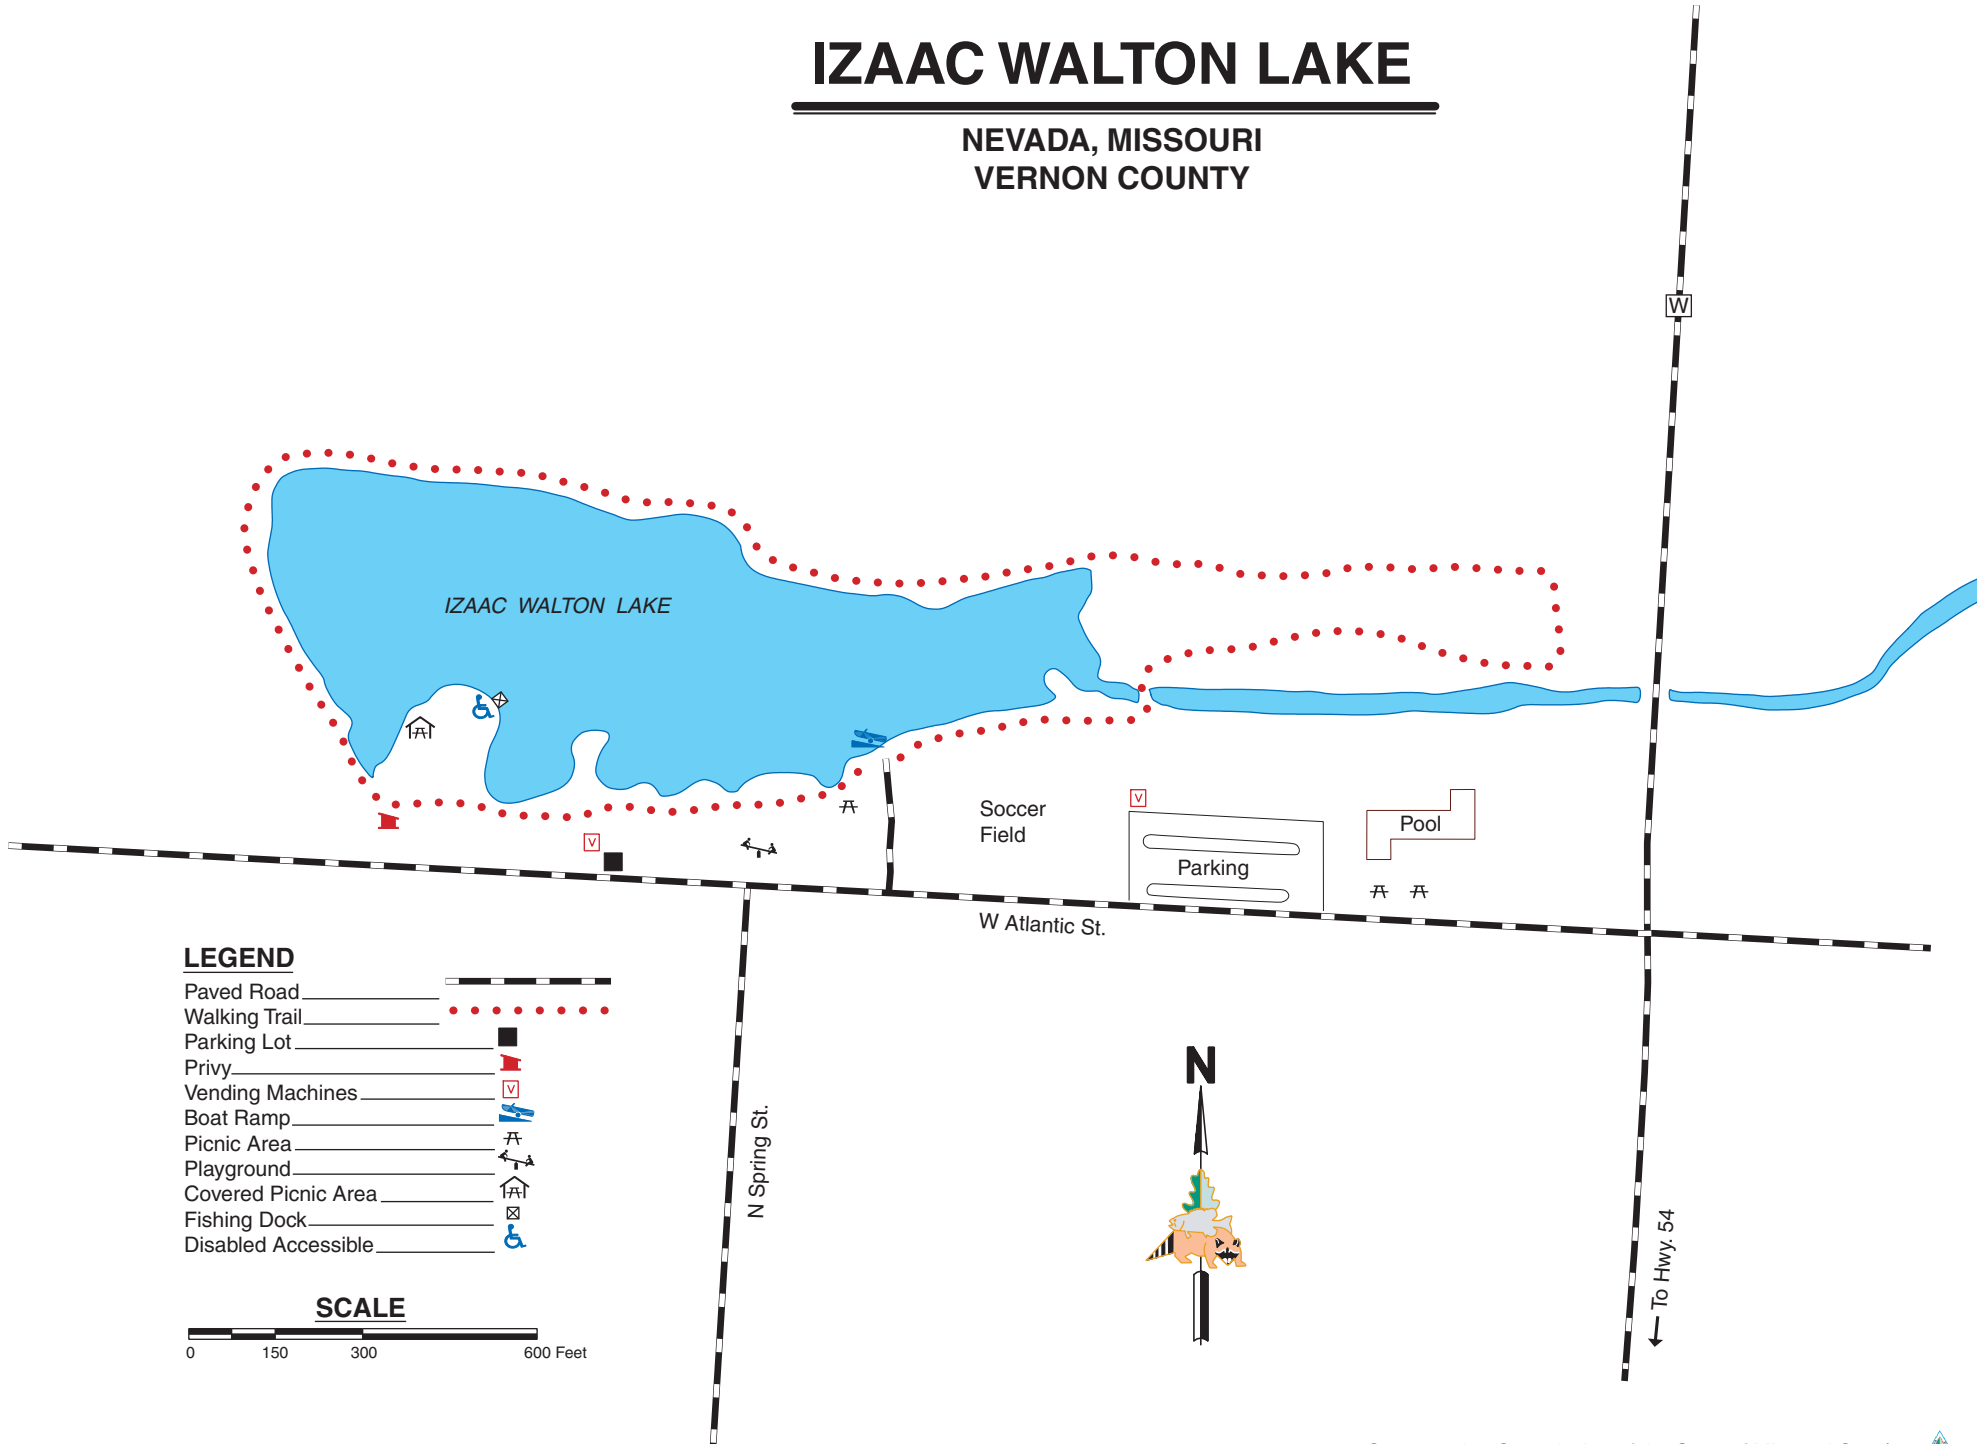 IZAAC WALTON LAKE
NEVADA, MISSOURI
VERNON COUNTY
W
IZAAC WALTON LAKE
V
Soccer
Field
Pool
V
Parking
W Atlantic St.
LEGEND
Paved Road
Walking Trail
Parking Lot
Privy
Vending Machines
V
Boat Ramp
Picnic Area
Playground
Covered Picnic Area
Fishing Dock
Disabled Accessible
N
N Spring St.
To Hwy. 54
SCALE
0 150 300 600 Feet